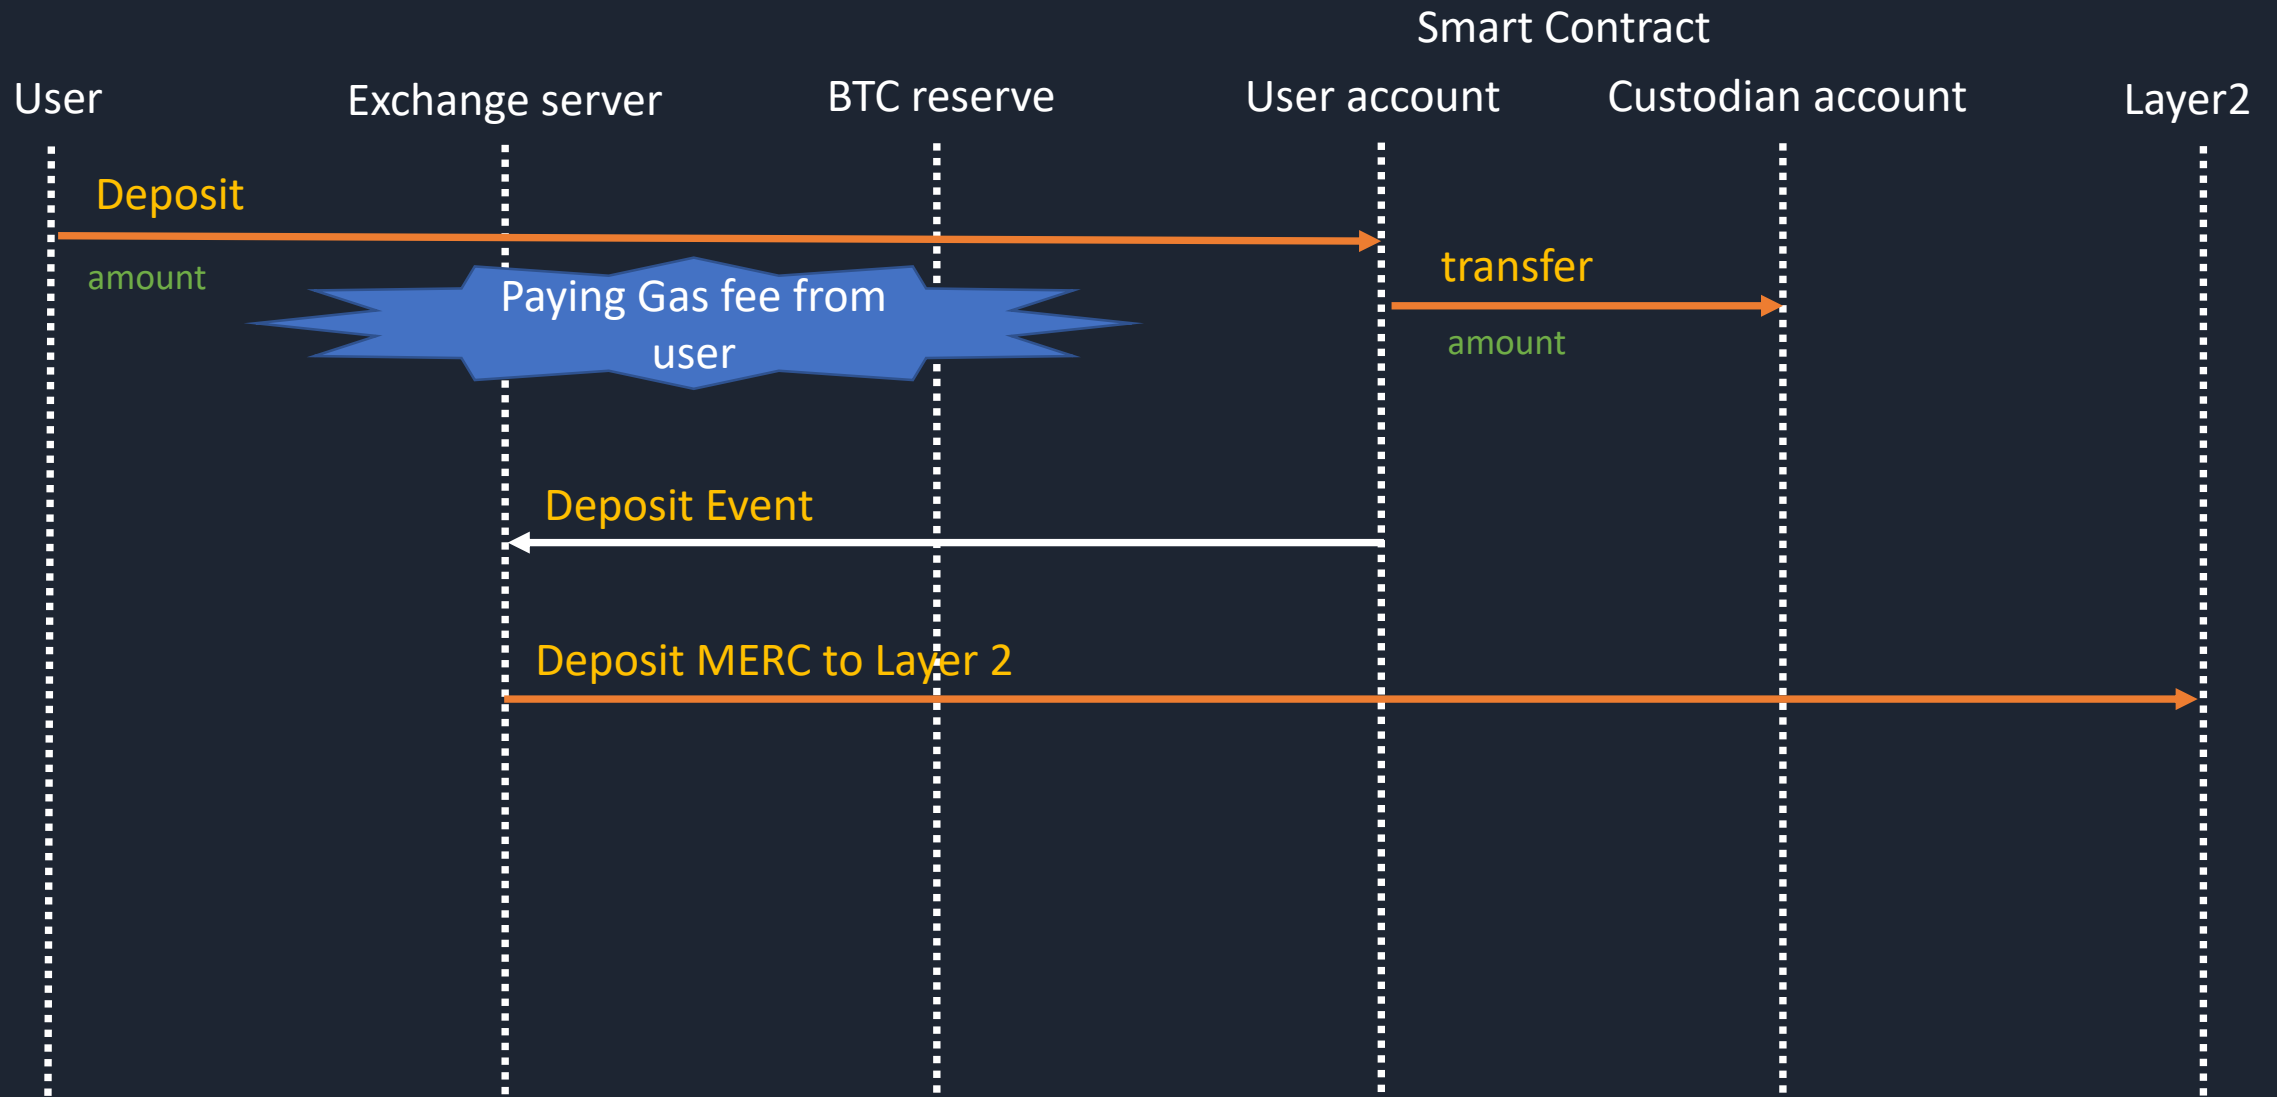 Smart Contract
User
Exchange server
BTC reserve
User account
Custodian account
Layer2
Deposit
amount
transfer
amount
Paying Gas fee from
user
Deposit Event
Deposit MERC to Layer 2